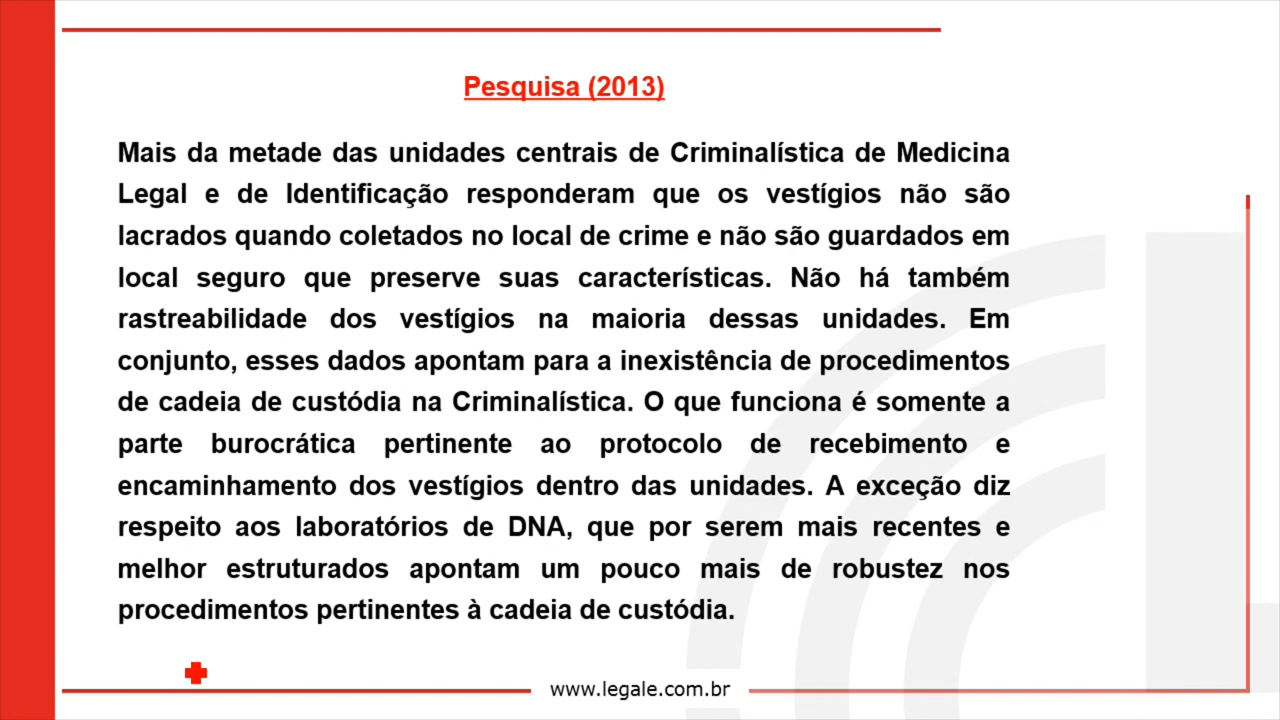 Pesquisa (2013)
Mais da metade das unidades centrais de Criminalística de Medicina
Legal e de Identificação responderam que os vestígios não são
lacrados quando coletados no local de crime e não são guardados em
local seguro que preserve suas características. Não há também
rastreabilidade dos vestígios na maioria dessas unidades. Em
conjunto, esses dados apontam para a inexistência de procedimentos
de cadeia de custódia na Criminalística. O que funciona é somente a
parte burocrática pertinente ao protocolo de recebimento e
encaminhamento dos vestígios dentro das unidades. A exceção diz
respeito aos laboratórios de DNA, que por serem mais recentes e
melhor estruturados apontam um pouco mais de robustez nos
procedimentos pertinentes à cadeia de custódia.
www.legale.com.br